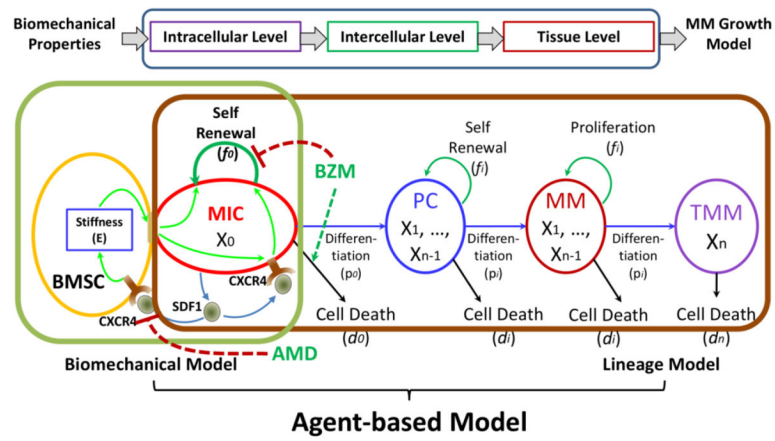 Biomechanical
Properties
Intracellular Level
Intercellular Level
Tissue Level
MM Growth
Model
Self
Renewal
(f0)
BZM
Self
Renewal
(fi)
Proliferation
(fi)
Stiffness
(E)
BMSC
MIC
X0
PC
X1, ...,
Xn-1
MM
X1, ...,
Xn-1
TMM
Xn
Differen-
tiation
(p0)
Differen-
tiation
(pi)
Differen-
tiation
(pi)
CXCR4
SDF1
CXCR4
Cell Death
(d0)
Cell Death
(di)
Cell Death
(di)
Cell Death
(dn)
AMD
Biomechanical Model
Lineage Model
Agent-based Model